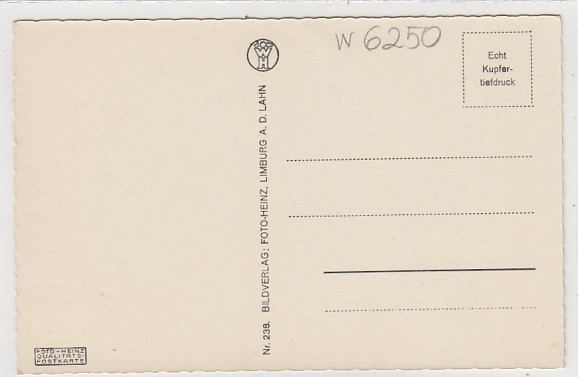 W 6250
Echt
Kupfer-
tiefdruck
Nr. 238. BILDVERLAG: FOTO-HEINZ, LIMBURG A. D. LAHN
FOTO-HEINZ
QUALITÄTS-
POSTKARTE